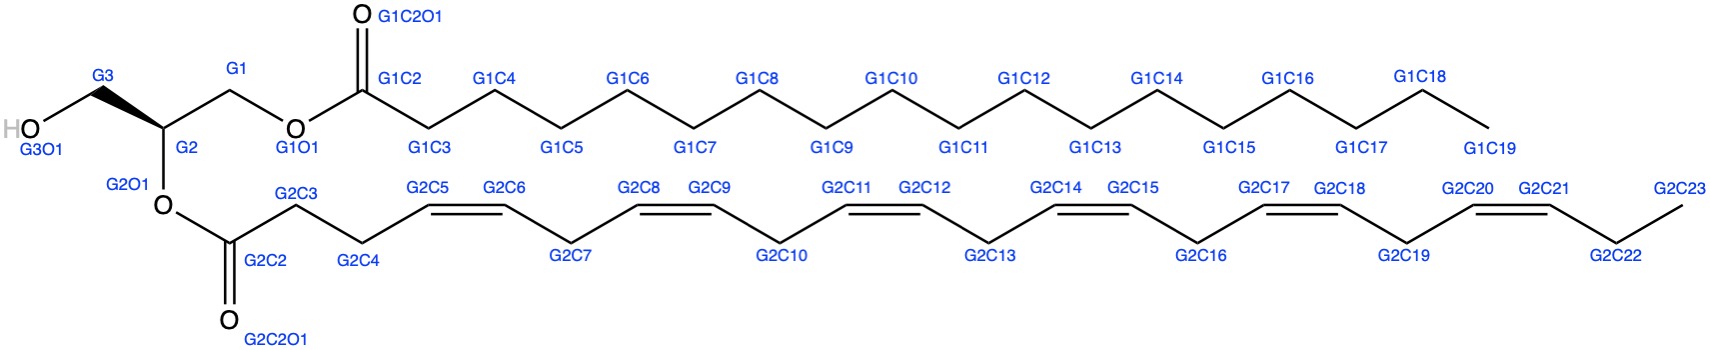 O G1C2O1
G3 G1 G1C2 G1C4 G1C6 G1C8 G1C10 G1C12 G1C14 G1C16 G1C18
HO O
G3O1 G2 G1O1 G1C3 G1C5 G1C7 G1C9 G1C11 G1C13 G1C15 G1C17 G1C19
G2O1 G2C3 G2C5 G2C6 G2C8 G2C9 G2C11 G2C12 G2C14 G2C15 G2C17 G2C18 G2C20 G2C21 G2C23
O
G2C2 G2C4 G2C7 G2C10 G2C13 G2C16 G2C19 G2C22
O
G2C2O1